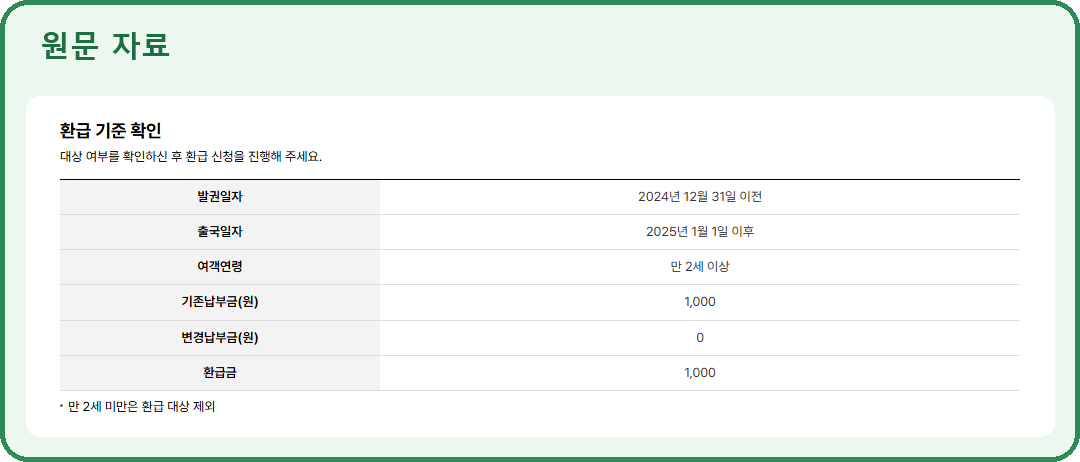 원문 자료
환급 기준 확인
대상 여부를 확인하신 후 환급 신청을 진행해 주세요.
발권일자 2024년 12월 31일 이전
출국일자 2025년 1월 1일 이후
여객연령 만 2세 이상
기존납부금(원) 1,000
변경납부금(원) 0
환급금 1,000
• 만 2세 미만은 환급 대상 제외